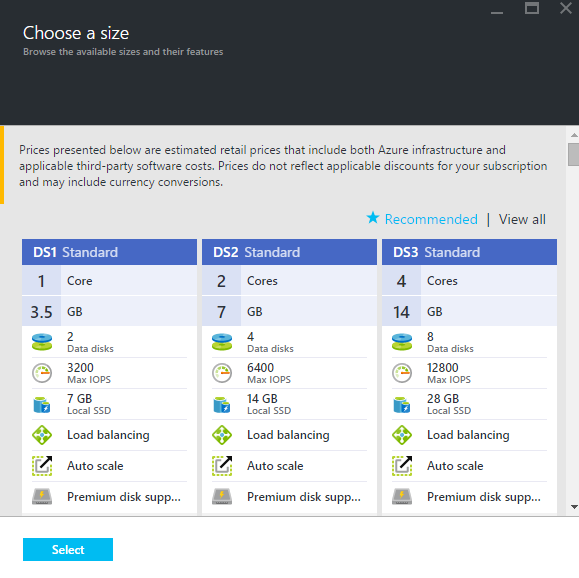 Choose a size
Browse the available sizes and their features
Prices presented below are estimated retail prices that include both Azure infrastructure and
applicable third-party software costs. Prices do not reflect applicable discounts for your subscription
and may include currency conversions.
Recommended | View all
DS1 Standard
1 Core
3.5 GB
2
Data disks
3200
Max IOPS
7 GB
Local SSD
Load balancing
Auto scale
Premium disk supp...
DS2 Standard
2 Cores
7 GB
4
Data disks
6400
Max IOPS
14 GB
Local SSD
Load balancing
Auto scale
Premium disk supp...
DS3 Standard
4 Cores
14 GB
8
Data disks
12800
Max IOPS
28 GB
Local SSD
Load balancing
Auto scale
Premium disk supp...
Select